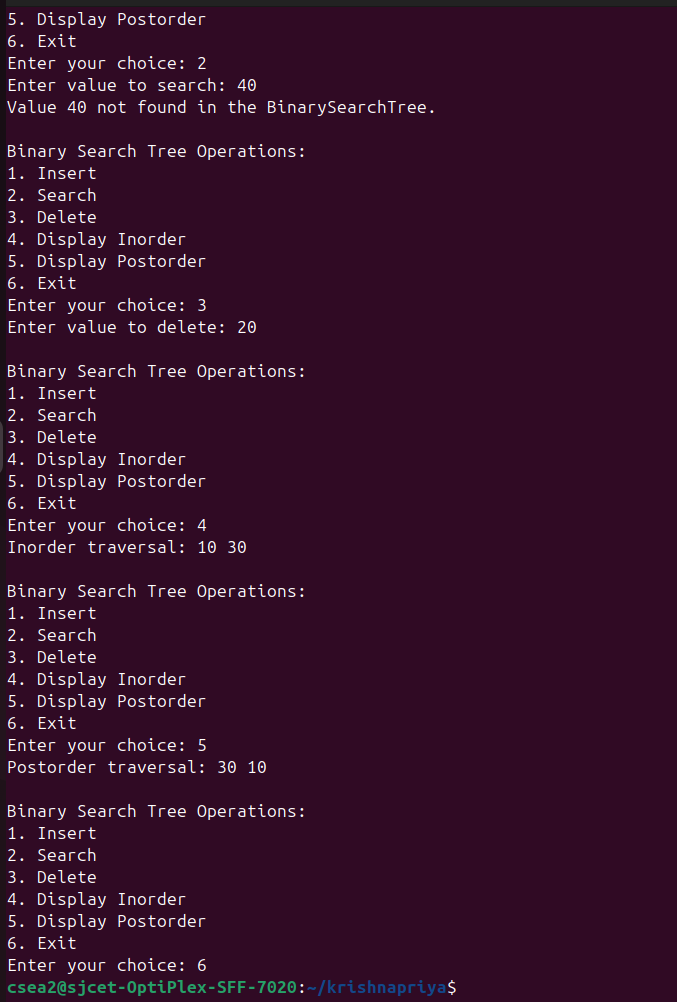 5. Display Postorder
6. Exit
Enter your choice: 2
Enter value to search: 40
Value 40 not found in the BinarySearchTree.
Binary Search Tree Operations:
1. Insert
2. Search
3. Delete
4. Display Inorder
5. Display Postorder
6. Exit
Enter your choice: 3
Enter value to delete: 20
Binary Search Tree Operations:
1. Insert
2. Search
3. Delete
4. Display Inorder
5. Display Postorder
6. Exit
Enter your choice: 4
Inorder traversal: 10 30
Binary Search Tree Operations:
1. Insert
2. Search
3. Delete
4. Display Inorder
5. Display Postorder
6. Exit
Enter your choice: 5
Postorder traversal: 30 10
Binary Search Tree Operations:
1. Insert
2. Search
3. Delete
4. Display Inorder
5. Display Postorder
6. Exit
Enter your choice: 6
csea2@sjcet-OptiPlex-SFF-7020:~/krishnapriya$